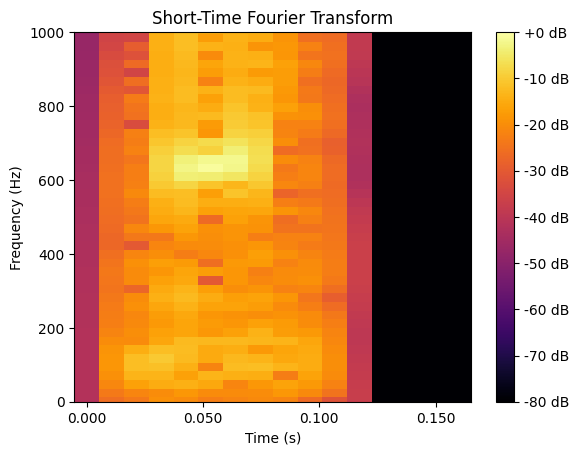 Short-Time Fourier Transform
1000
800
600
400
200
0
Frequency (Hz)
0.000
0.050
0.100
0.150
Time (s)
+0 dB
-10 dB
-20 dB
-30 dB
-40 dB
-50 dB
-60 dB
-70 dB
-80 dB